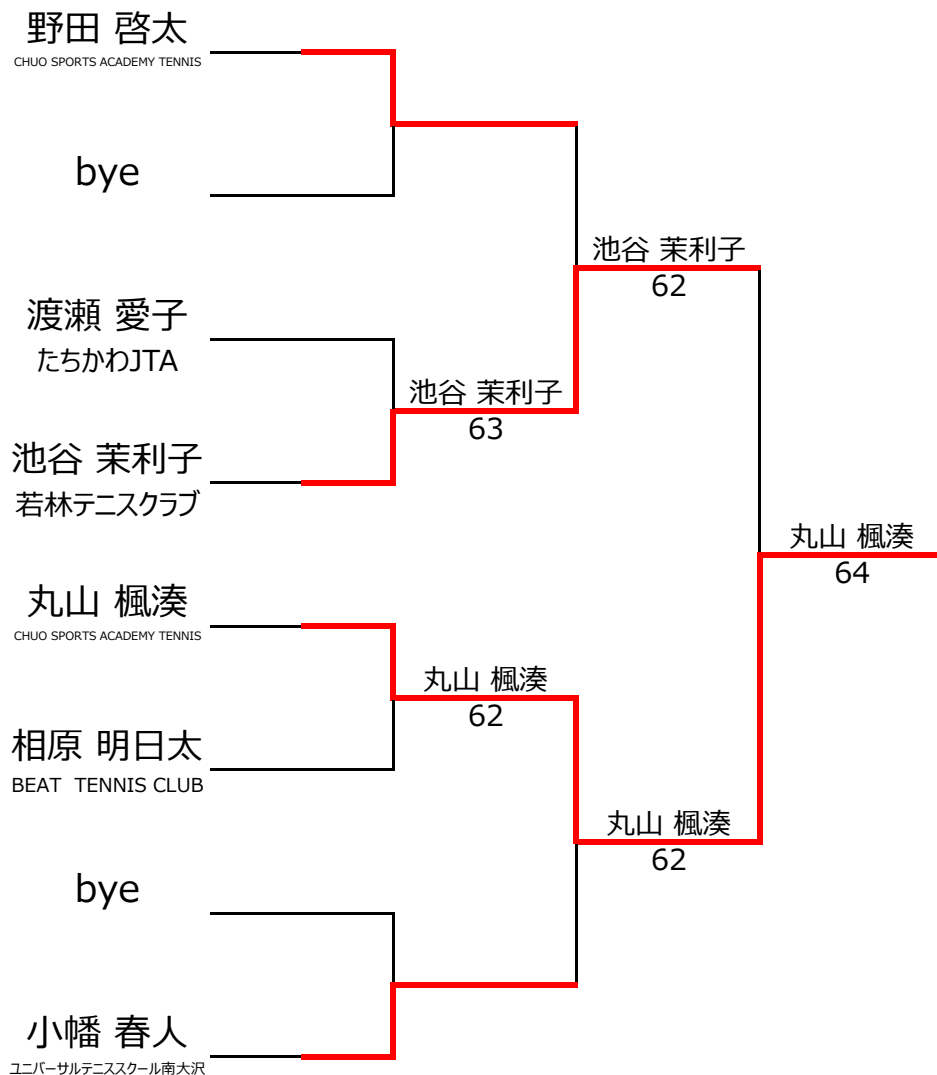 野田 啓太
CHUO SPORTS ACADEMY TENNIS
bye
池谷 茉利子
62
渡瀬 愛子
たちかわJTA
池谷 茉利子
63
池谷 茉利子
若林テニスクラブ
丸山 楓湊
64
丸山 楓湊
CHUO SPORTS ACADEMY TENNIS
丸山 楓湊
62
相原 明日太
BEAT TENNIS CLUB
丸山 楓湊
62
bye
小幡 春人
ユニバーサルテニススクール南大沢